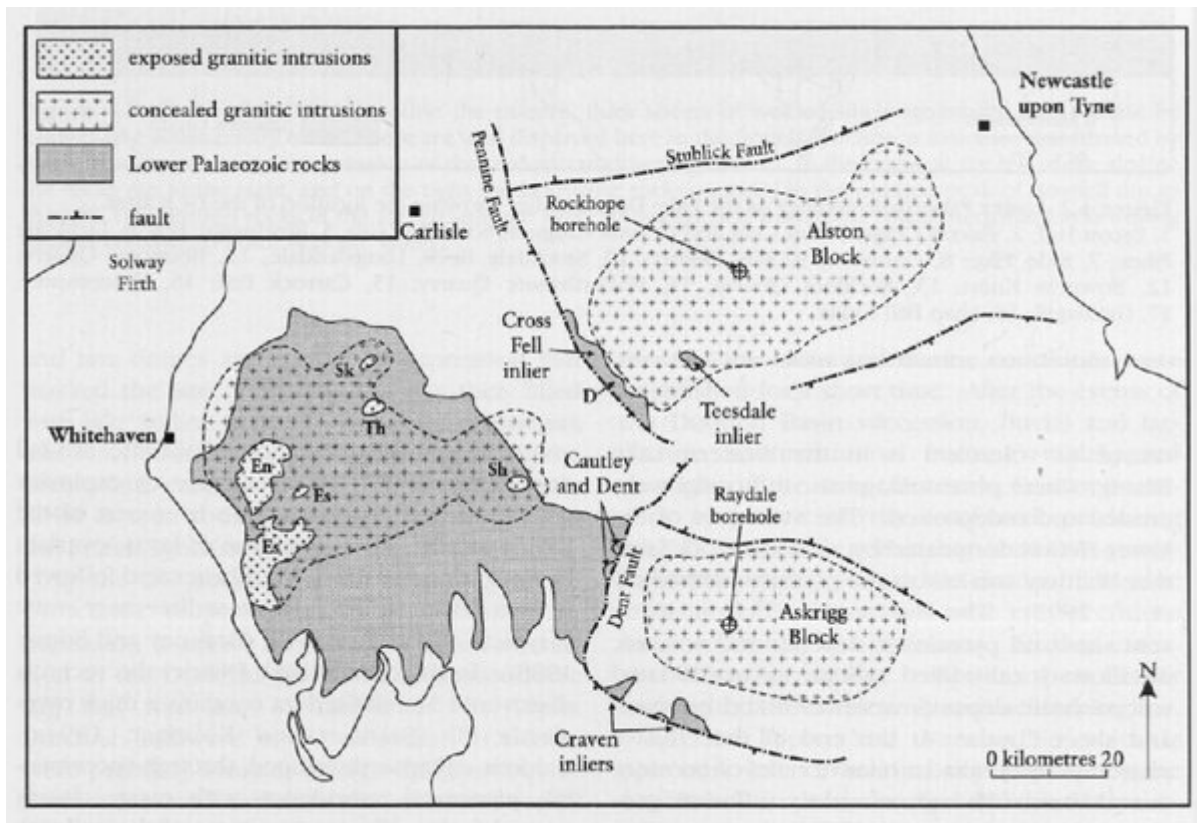 exposed granitic intrusions
concealed granitic intrusions
Lower Palaeozoic rocks
fault
Newcastle
upon Tyne
Pennine Fault
Stublick Fault
Rockhope
borehole
Alston
Block
Carlisle
Solway
Firth
Cross
Fell
inlier
D
Teesdale
inlier
Sk
Th
Whitehaven
En
Es
Sh
Ex
Cautley
and Dent
Raydale
borehole
Dent Fault
Askrigg
Block
N
Craven
inliers
0 kilometres 20